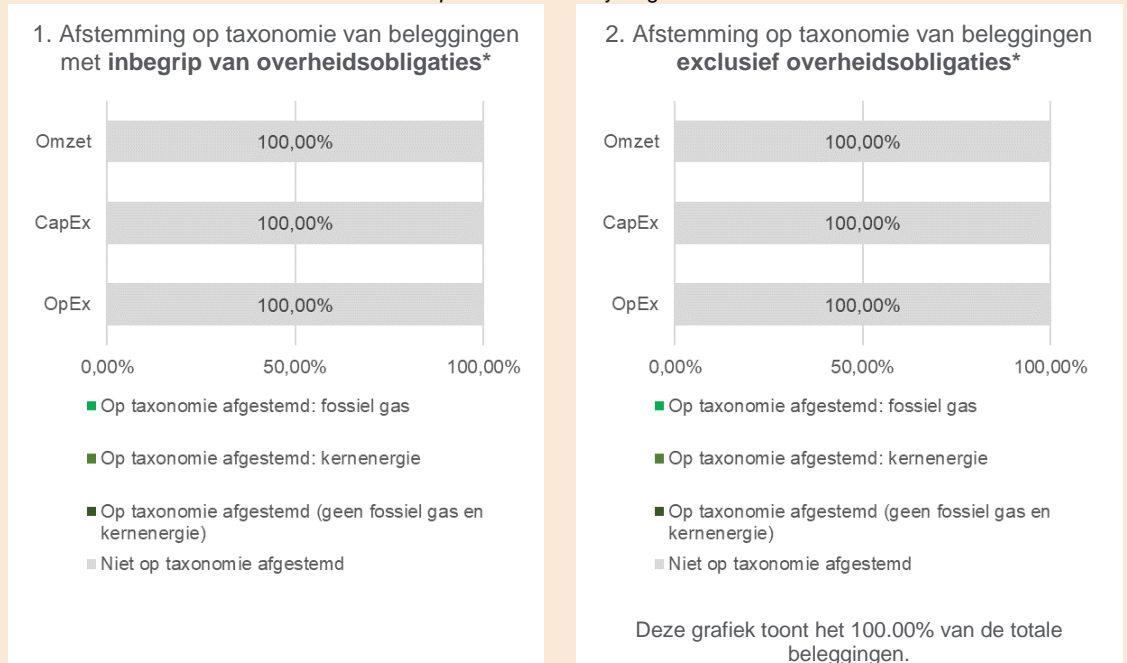 1. Afstemming op taxonomie van beleggingen
met inbegrip van overheidsobligaties*
Omzet
100,00%
CapEx
100,00%
OpEx
100,00%
0,00% 50,00% 100,00%
Op taxonomie afgestemd: fossiel gas
Op taxonomie afgestemd: kernenergie
Op taxonomie afgestemd (geen fossiel gas en
kernenergie)
Niet op taxonomie afgestemd
2. Afstemming op taxonomie van beleggingen
exclusief overheidsobligaties*
Omzet
100,00%
CapEx
100,00%
OpEx
100,00%
0,00% 50,00% 100,00%
Op taxonomie afgestemd: fossiel gas
Op taxonomie afgestemd: kernenergie
Op taxonomie afgestemd (geen fossiel gas en
kernenergie)
Niet op taxonomie afgestemd
Deze grafiek toont het 100.00% van de totale
beleggingen.